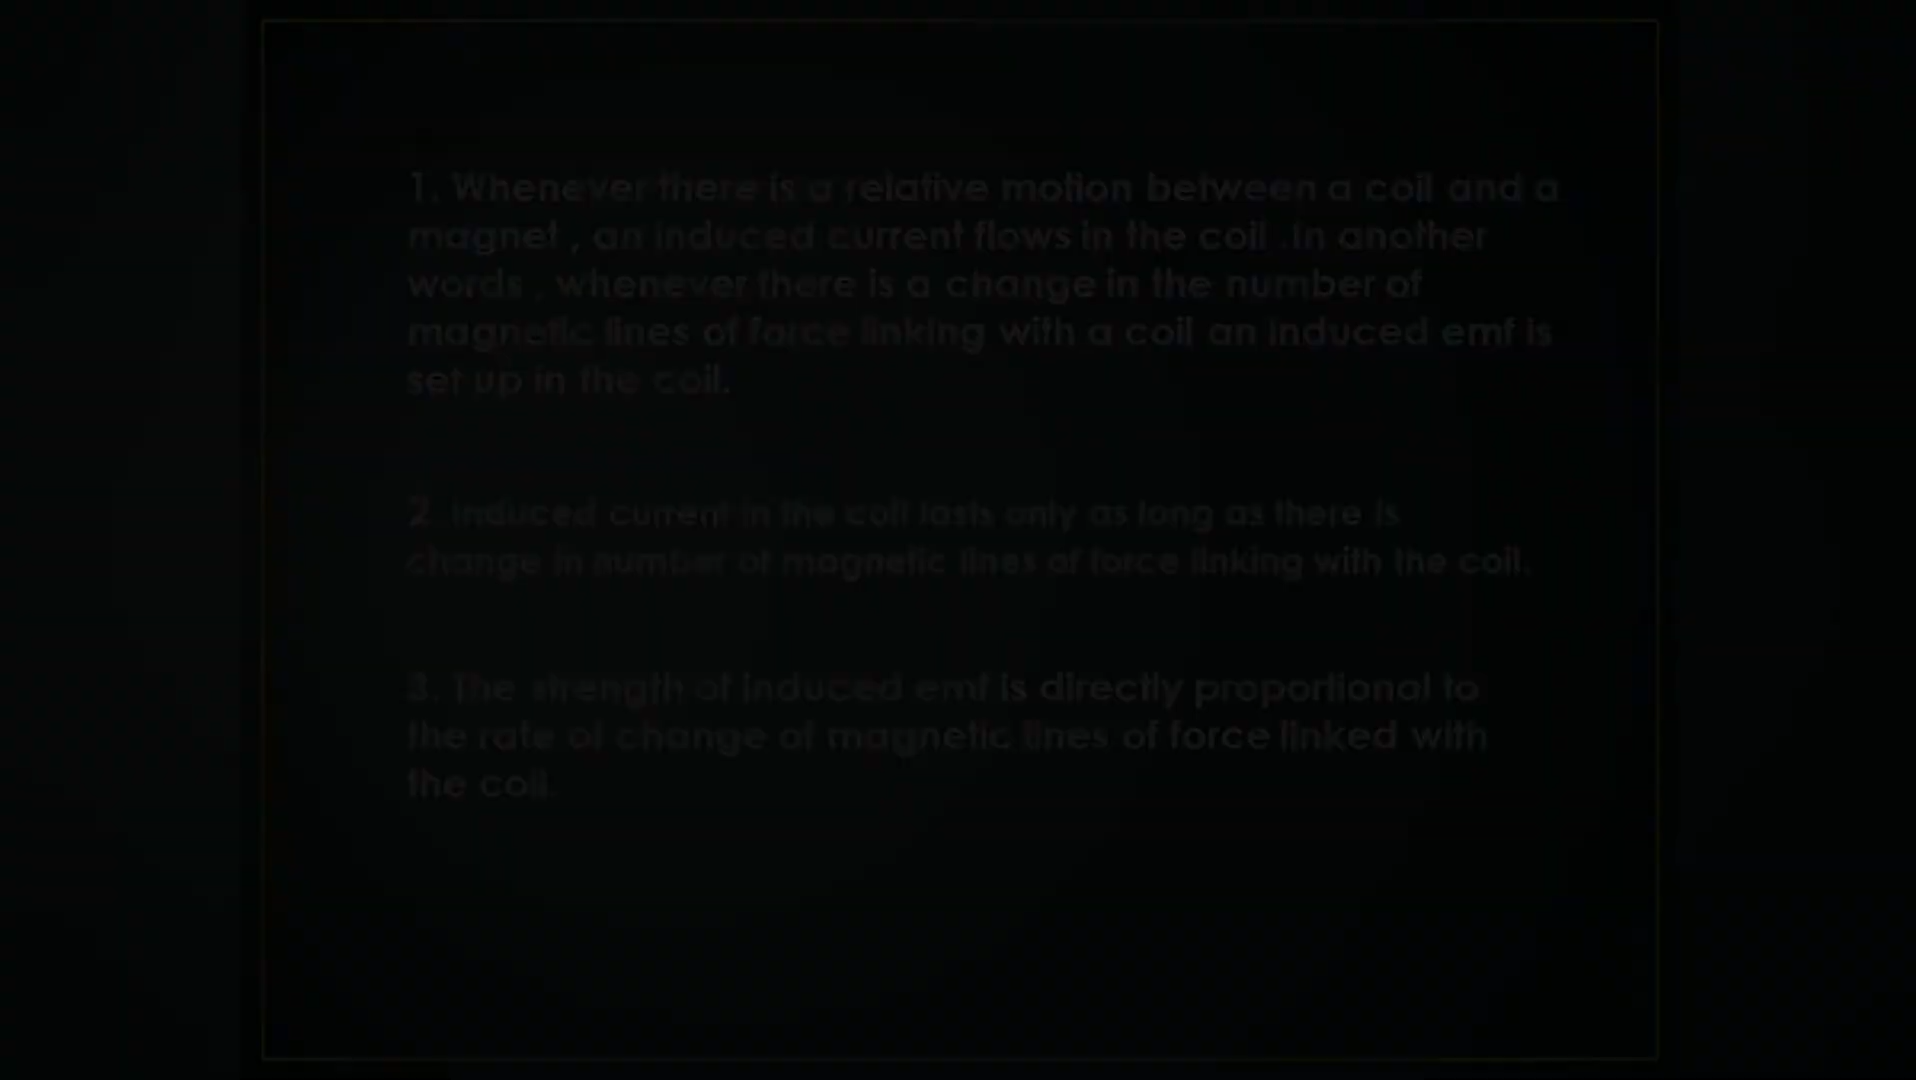 1. Whenever there is a relative motion between a coil and a
magnet , an induced current flows in the coil .In another
words , whenever there is a change in the number of
magnetic lines of force linking with a coil an induced emf is
set up in the coil.
2. Induced current in the coil lasts only as long as there is
change in number of magnetic lines of force linking with the coil.
3. The strength of induced emf is directly proportional to
the rate of change of magnetic lines of force linked with
the coil.